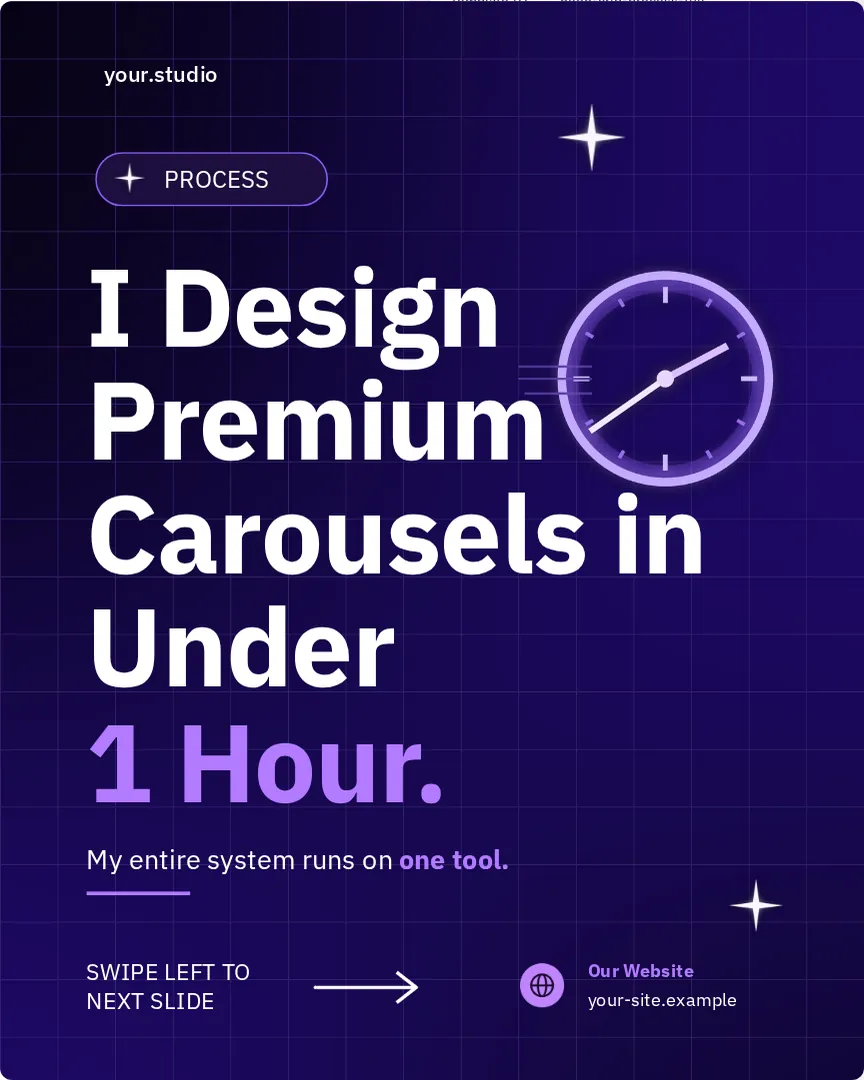 your.studio
PROCESS
I Design
Premium
Carousels in
Under
1 Hour.
My entire system runs on one tool.
SWIPE LEFT TO
NEXT SLIDE
Our Website
your-site.example